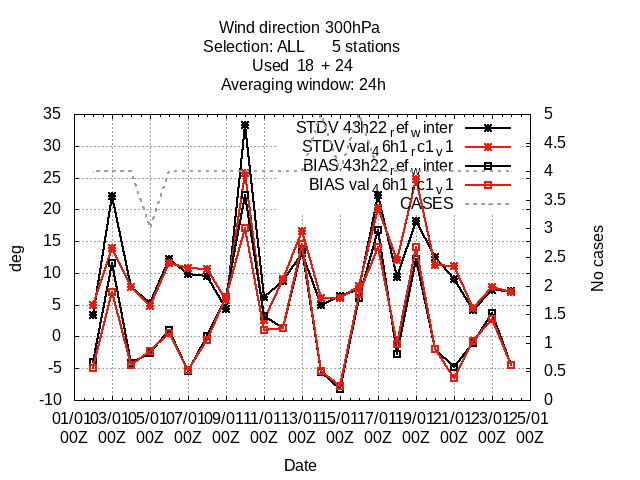 Wind direction 300hPa
Selection: ALL 5 stations
Used 18 + 24
Averaging window: 24h
35
30
25
20
15
10
5
0
-5
-10
deg
5
4.5
4
3.5
3
2.5
2
1.5
1
0.5
0
No cases
STDV 43h22refwinter
STDV val46h1rc1v1
BIAS 43h22refwinter
BIAS val46h1rc1v1
CASES
01/01 03/01 05/01 07/01 09/01 11/01 13/01 15/01 17/01 19/01 21/01 23/01 25/01
00Z 00Z 00Z 00Z 00Z 00Z 00Z 00Z 00Z 00Z 00Z 00Z 00Z
Date